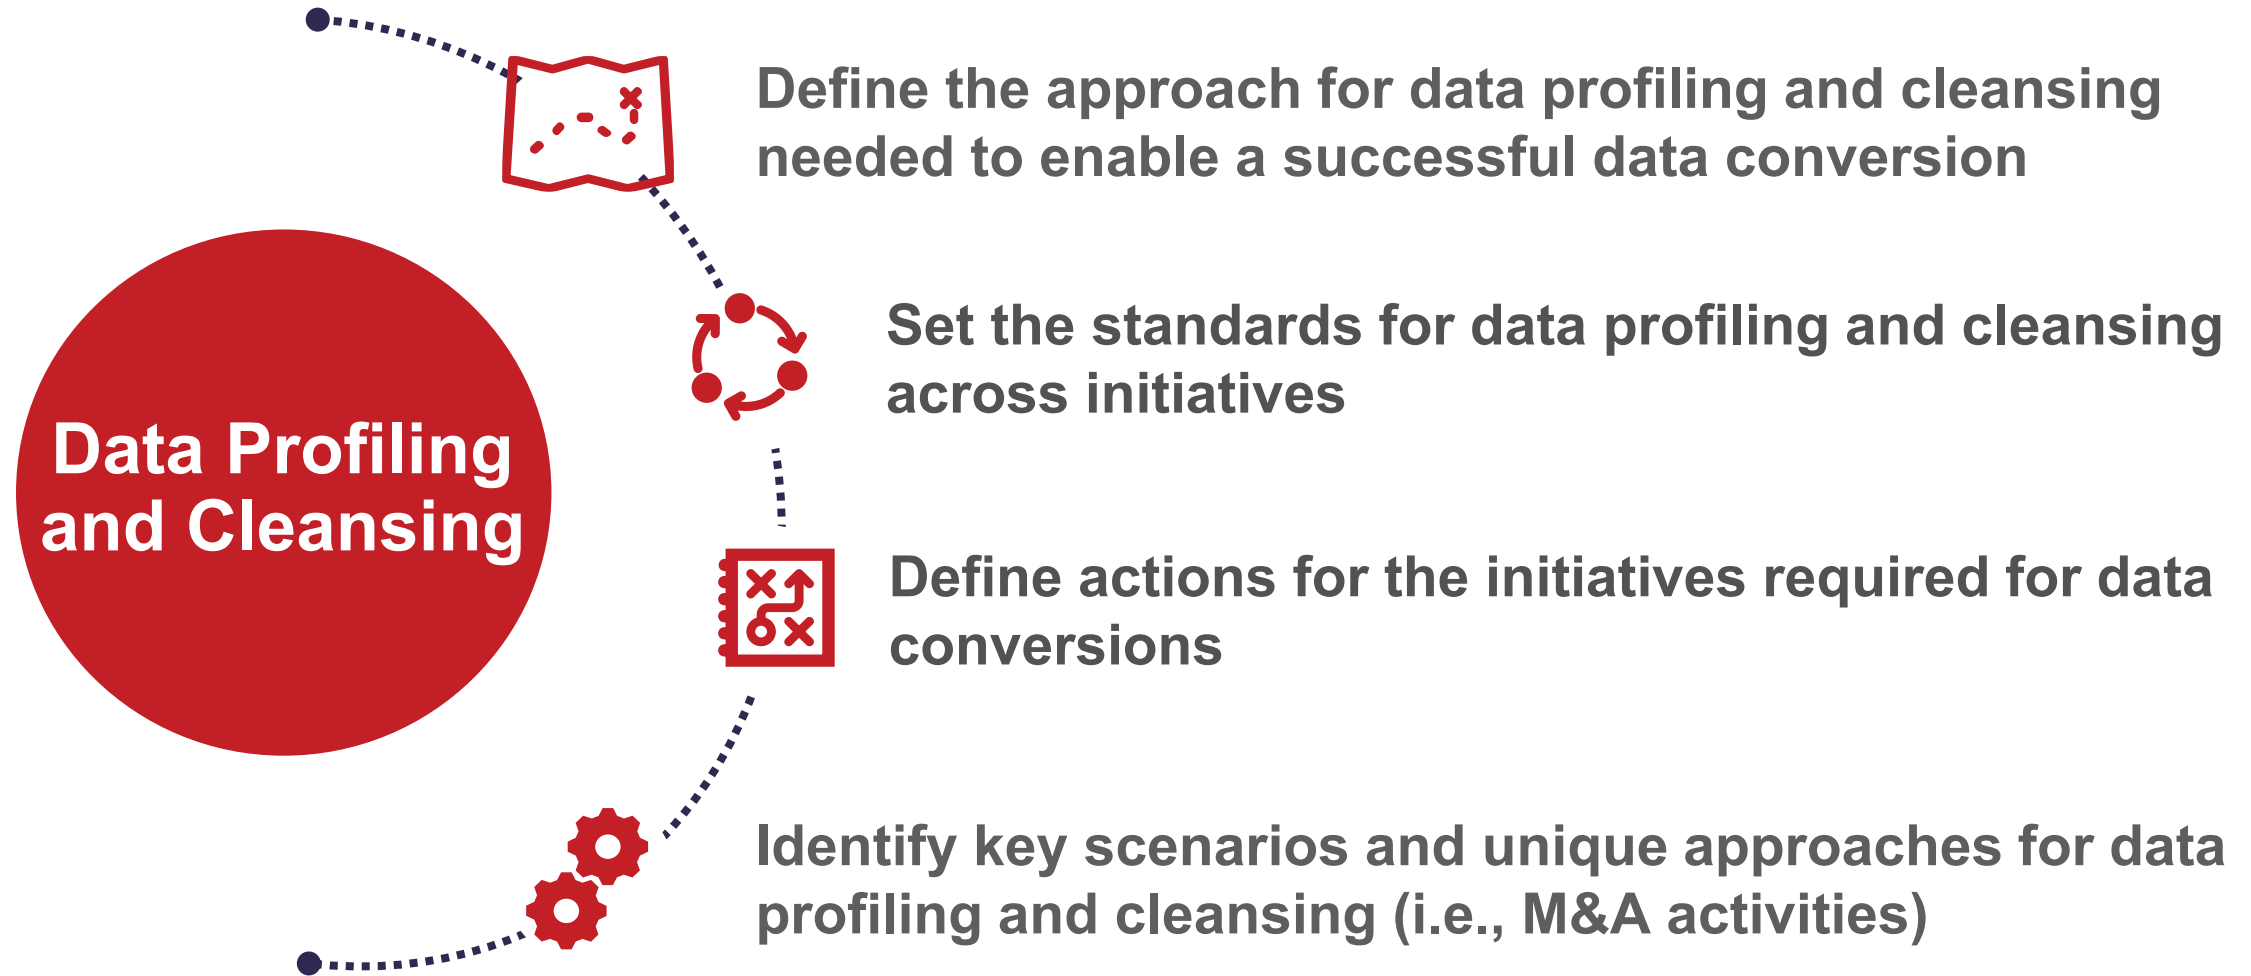 Define the approach for data profiling and cleansing
needed to enable a successful data conversion
Set the standards for data profiling and cleansing
across initiatives
Data Profiling
and Cleansing
Define actions for the initiatives required for data
conversions
Identify key scenarios and unique approaches for data
profiling and cleansing (i.e., M&A activities)